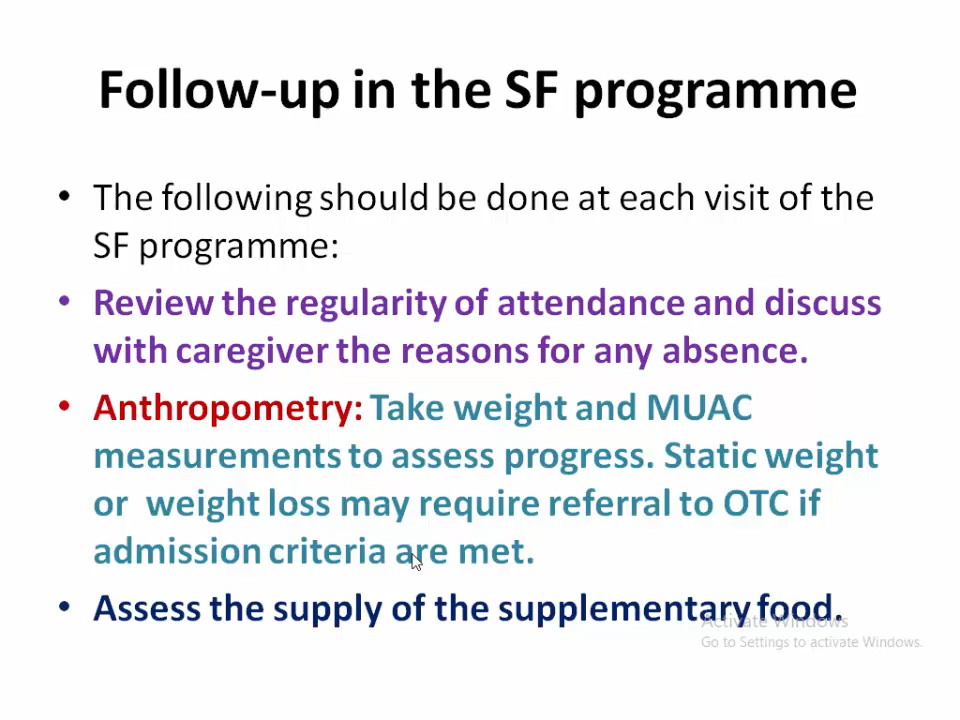 Follow-up in the SF programme
• The following should be done at each visit of the
SF programme:
• Review the regularity of attendance and discuss
with caregiver the reasons for any absence.
• Anthropometry: Take weight and MUAC
measurements to assess progress. Static weight
or  weight loss may require referral to OTC if
admission criteria are met.
• Assess the supply of the supplementary food.
Activate Windows
Go to Settings to activate Windows.